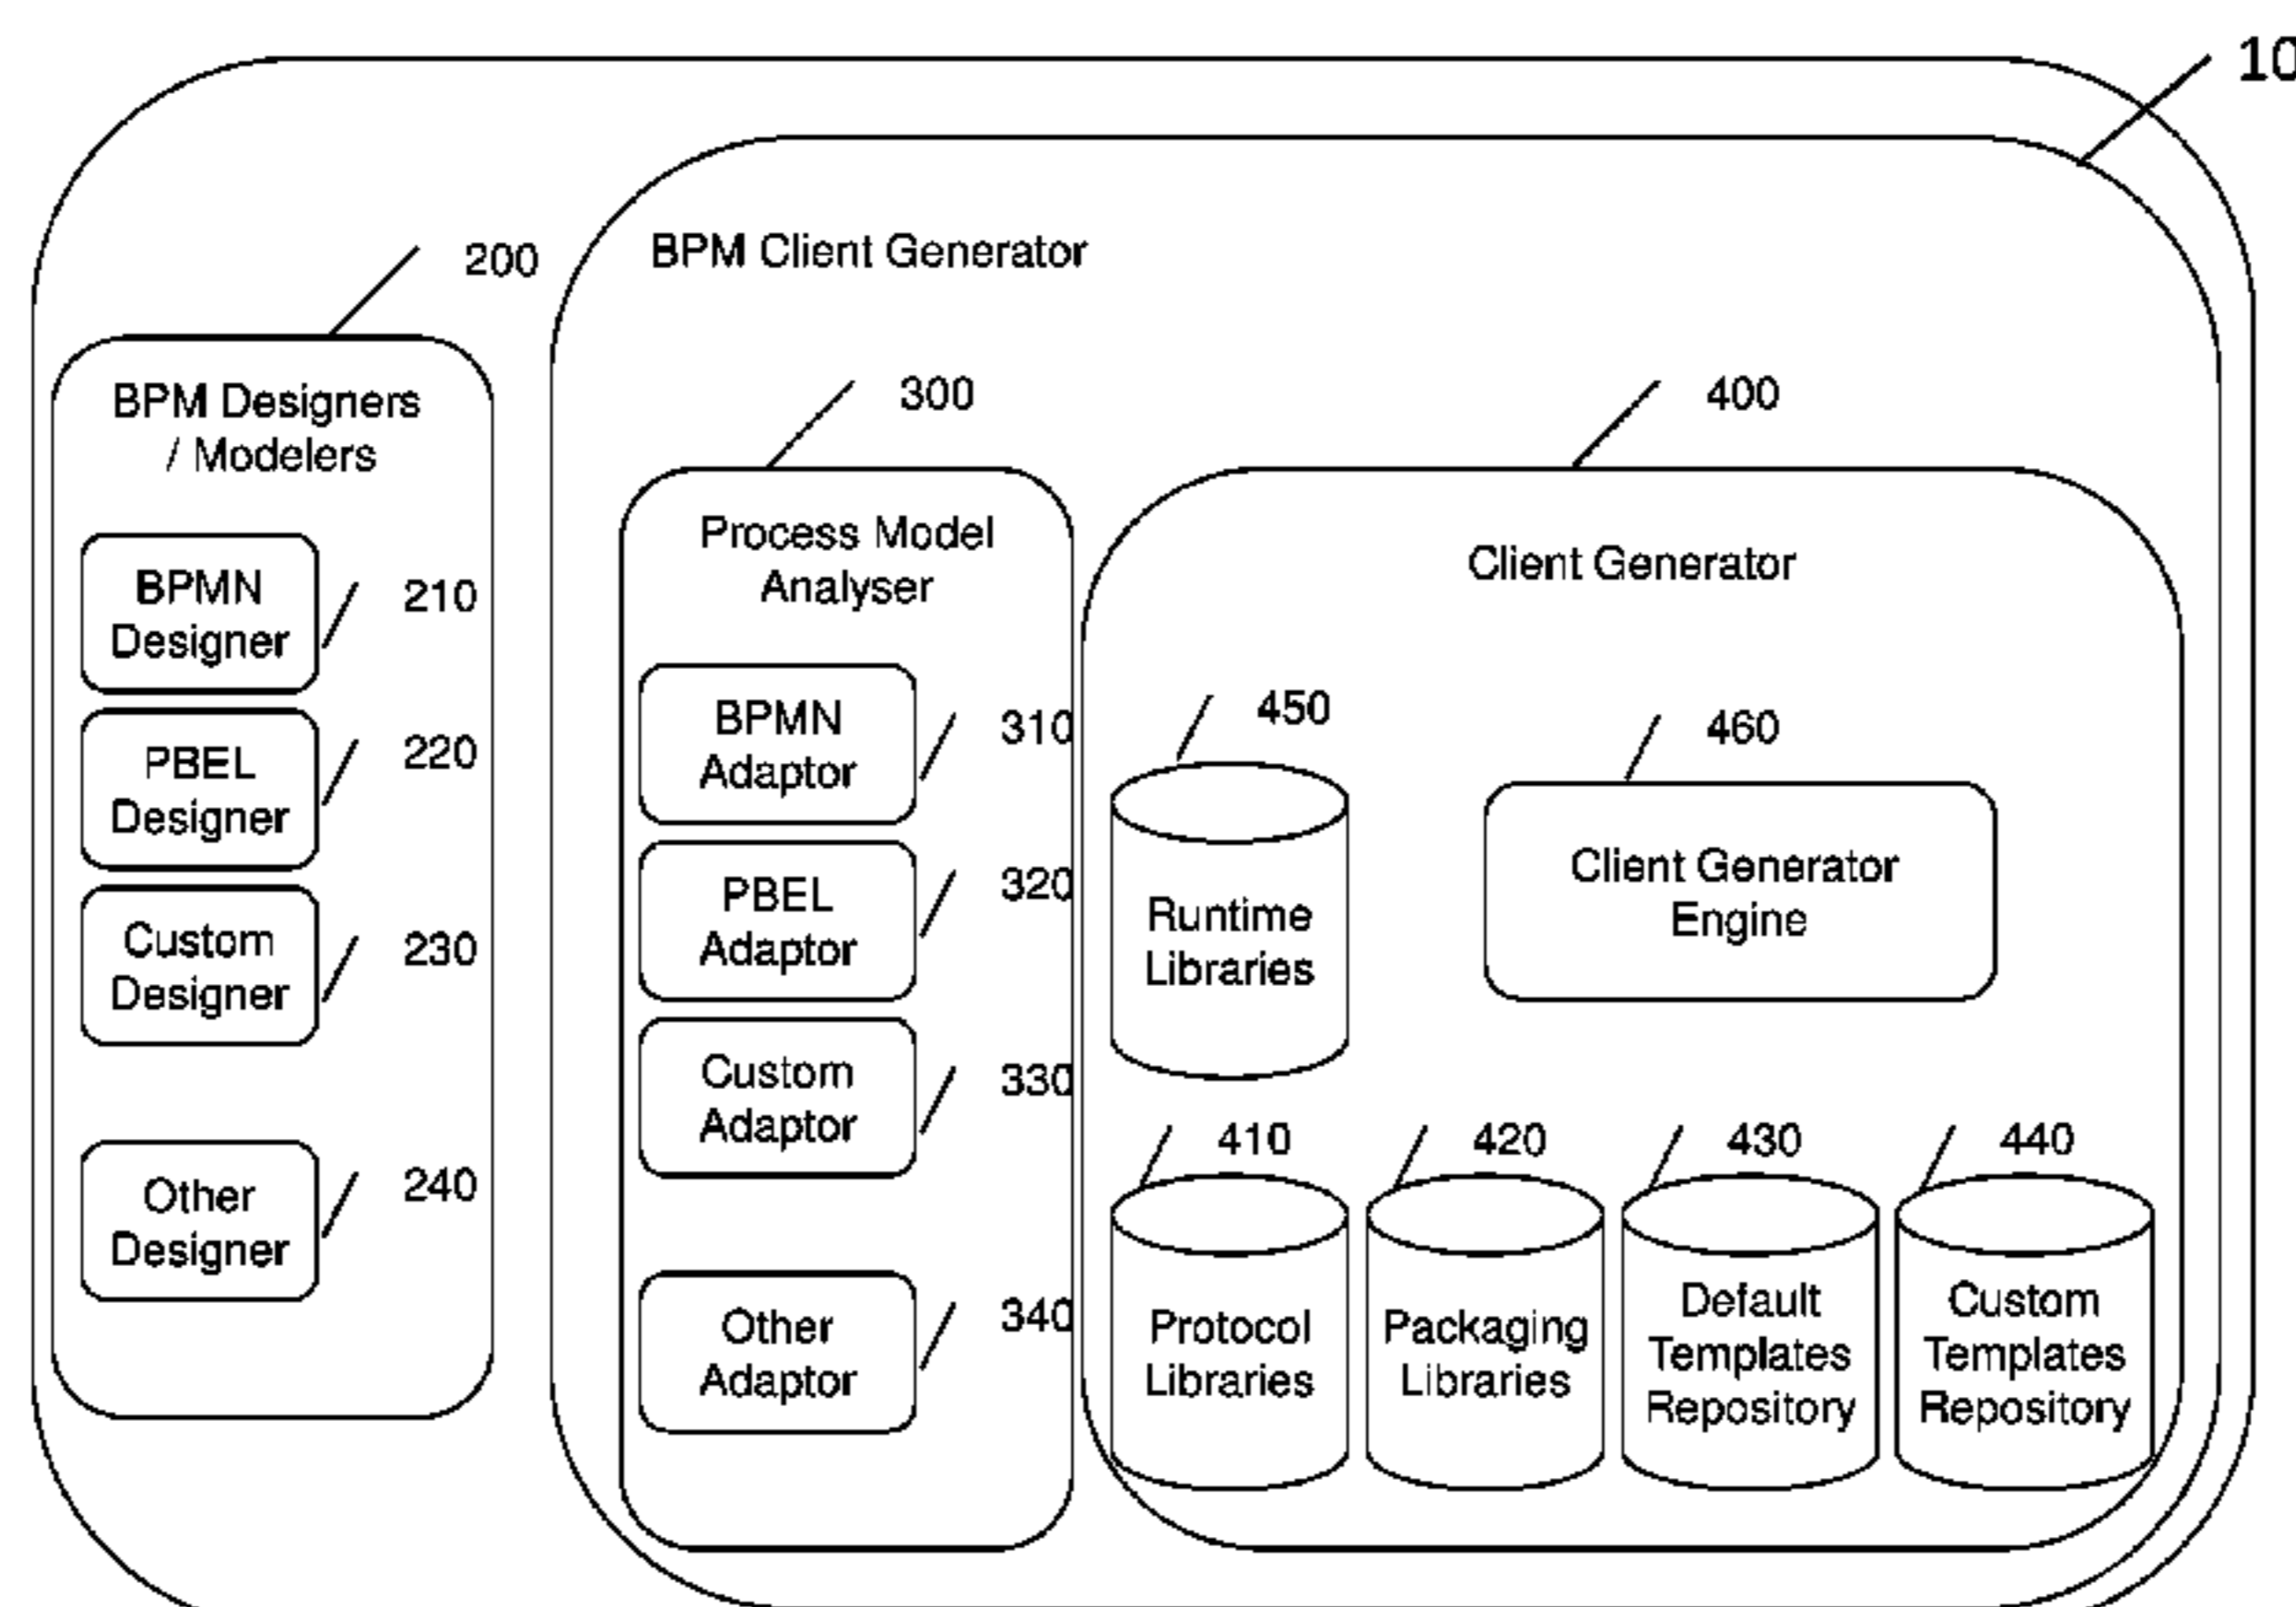 10
BPM Client Generator
200
BPM Designers
/ Modelers
BPMN
Designer
210
PBEL
Designer
220
Custom
Designer
230
Other
Designer
240
300
Process Model
Analyser
BPMN
Adaptor
310
PBEL
Adaptor
320
Custom
Adaptor
330
Other
Adaptor
340
400
Client Generator
450
Runtime
Libraries
460
Client Generator
Engine
410
Protocol
Libraries
420
Packaging
Libraries
430
Default
Templates
Repository
440
Custom
Templates
Repository